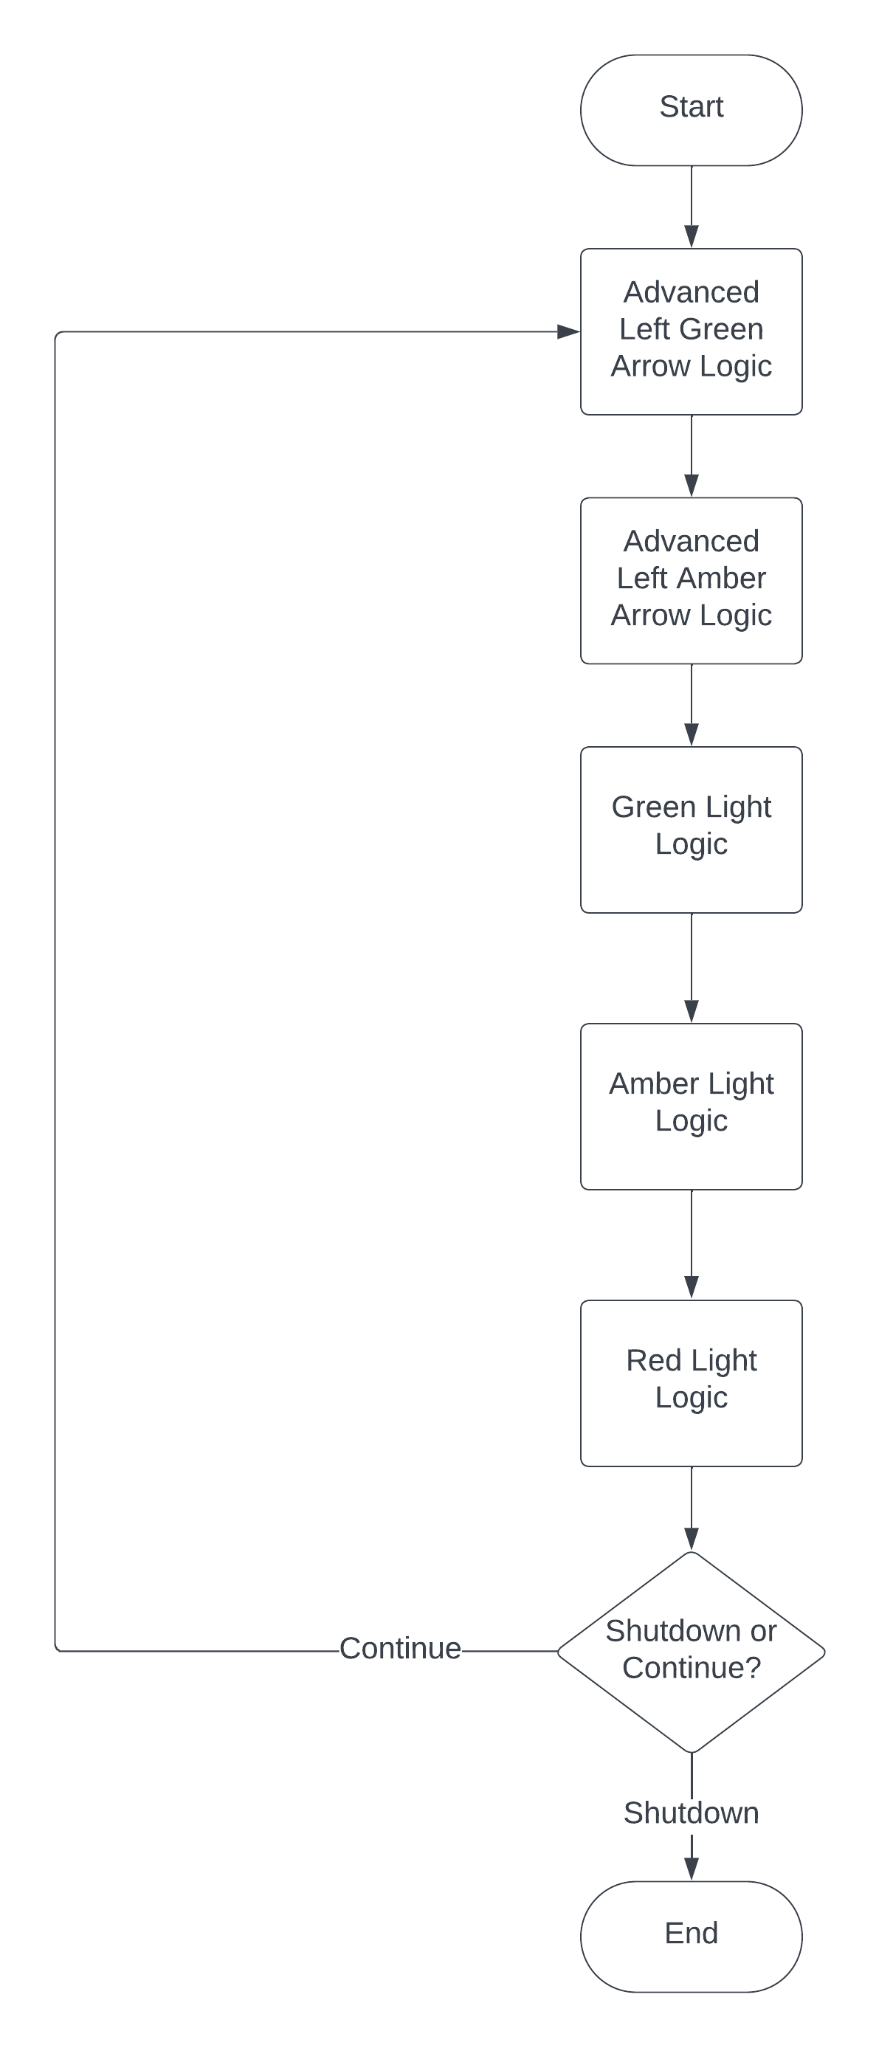 Start
Advanced
Left Green
Arrow Logic
Advanced
Left Amber
Arrow Logic
Green Light
Logic
Amber Light
Logic
Red Light
Logic
Shutdown or
Continue?
Continue
Shutdown
End